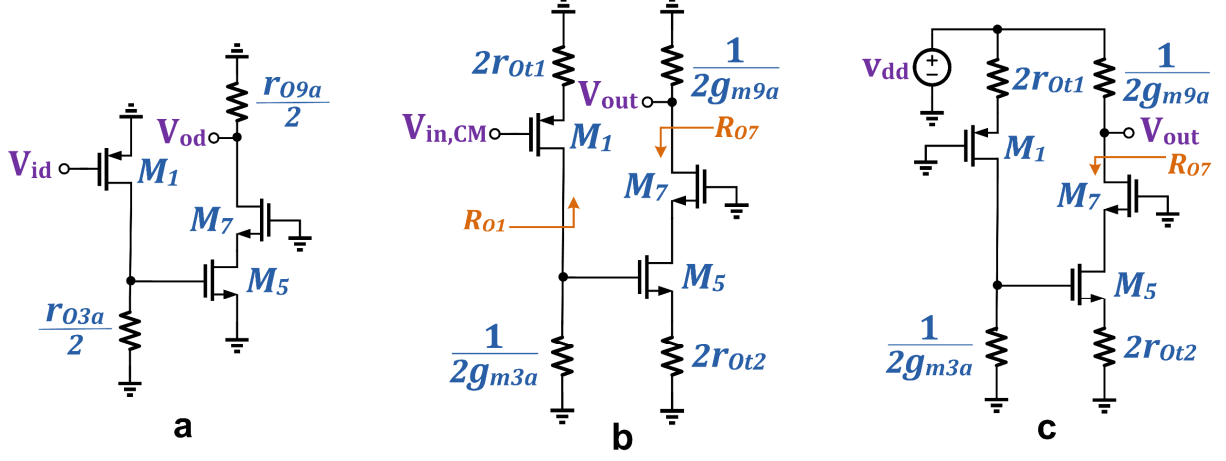 r_O9a
2
V_od
V_id
M_1
M_7
M_5
r_O3a
2
a
2r_Ot1
1
2g_m9a
V_out
V_in,CM
R_O7
M_1
M_7
R_O1
M_5
1
2g_m3a
2r_Ot2
b
v_dd
+
−
2r_Ot1
1
2g_m9a
V_out
M_1
R_O7
M_7
M_5
1
2g_m3a
2r_Ot2
c